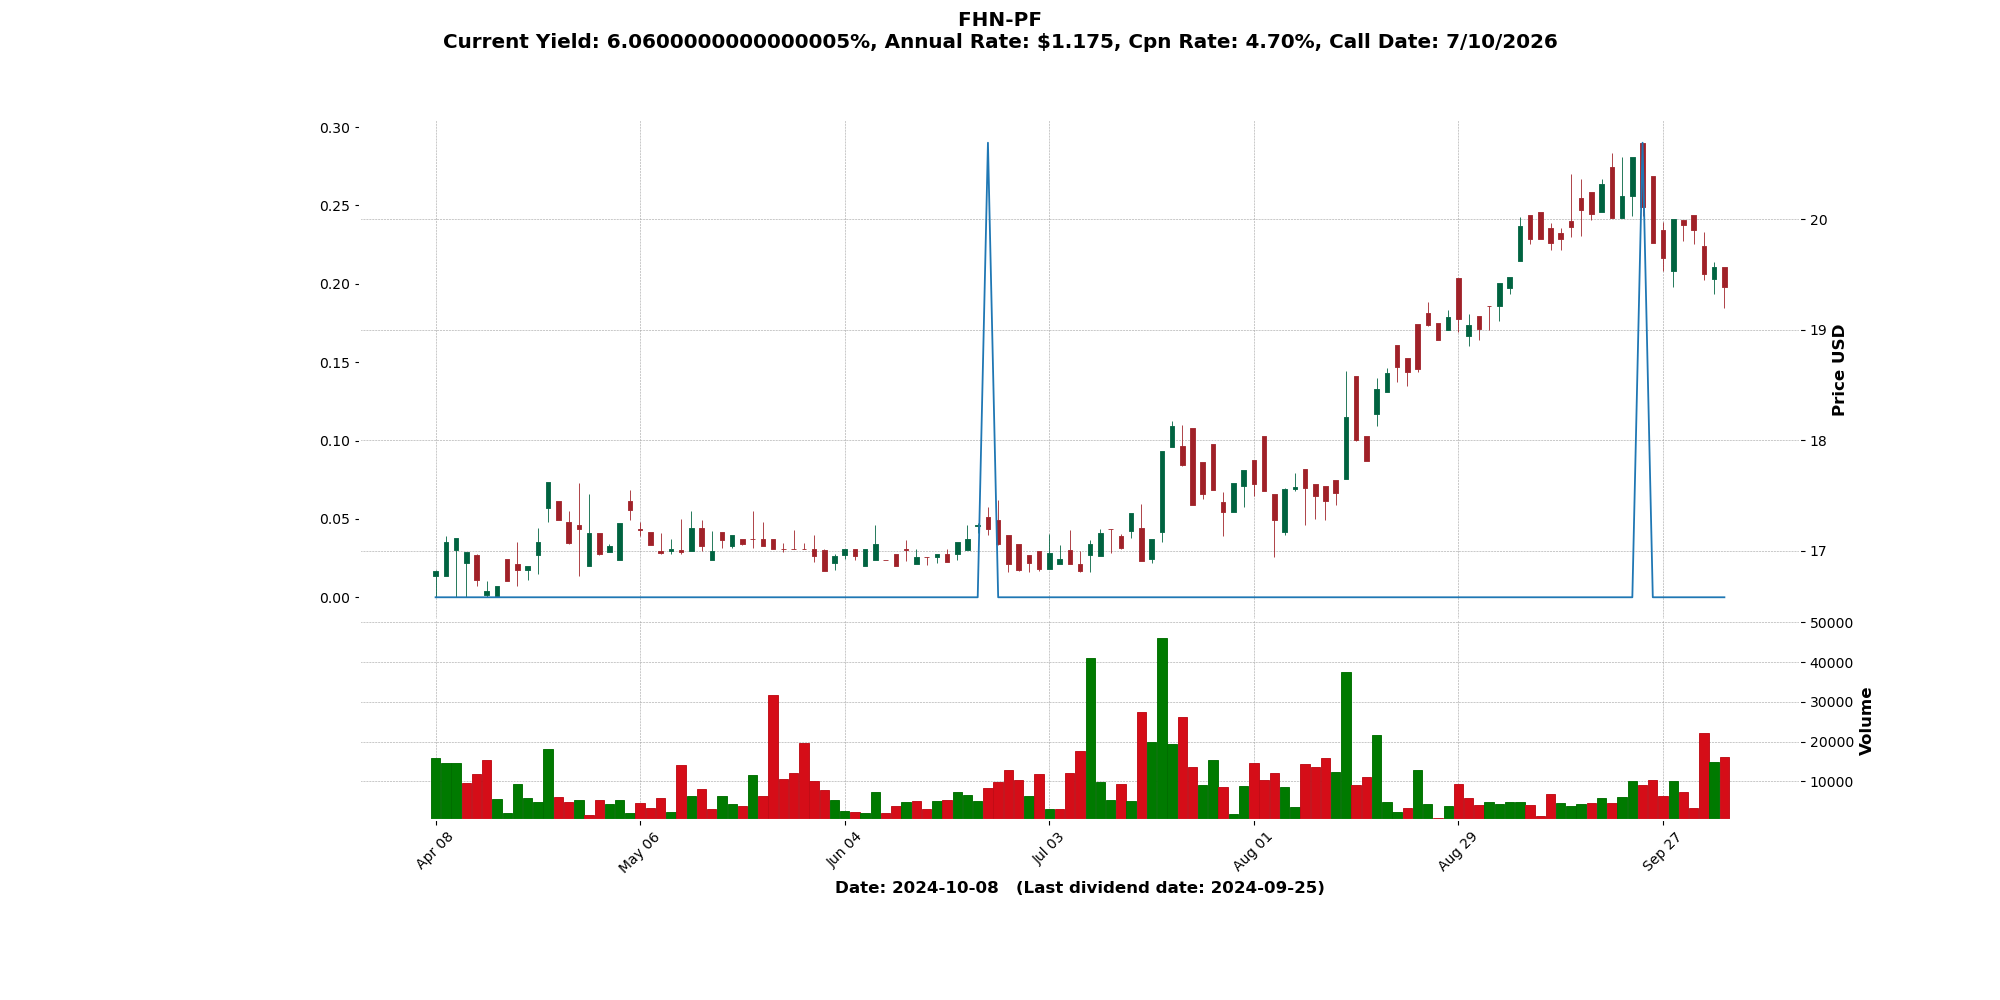 FHN-PF
Current Yield: 6.0600000000000005%, Annual Rate: $1.175, Cpn Rate: 4.70%, Call Date: 7/10/2026
0.30
0.25
0.20
0.15
0.10
0.05
0.00
20
19
18
17
Price USD
50000
40000
30000
20000
10000
Volume
Apr 08
May 06
Jun 04
Jul 03
Aug 01
Aug 29
Sep 27
Date: 2024-10-08 (Last dividend date: 2024-09-25)